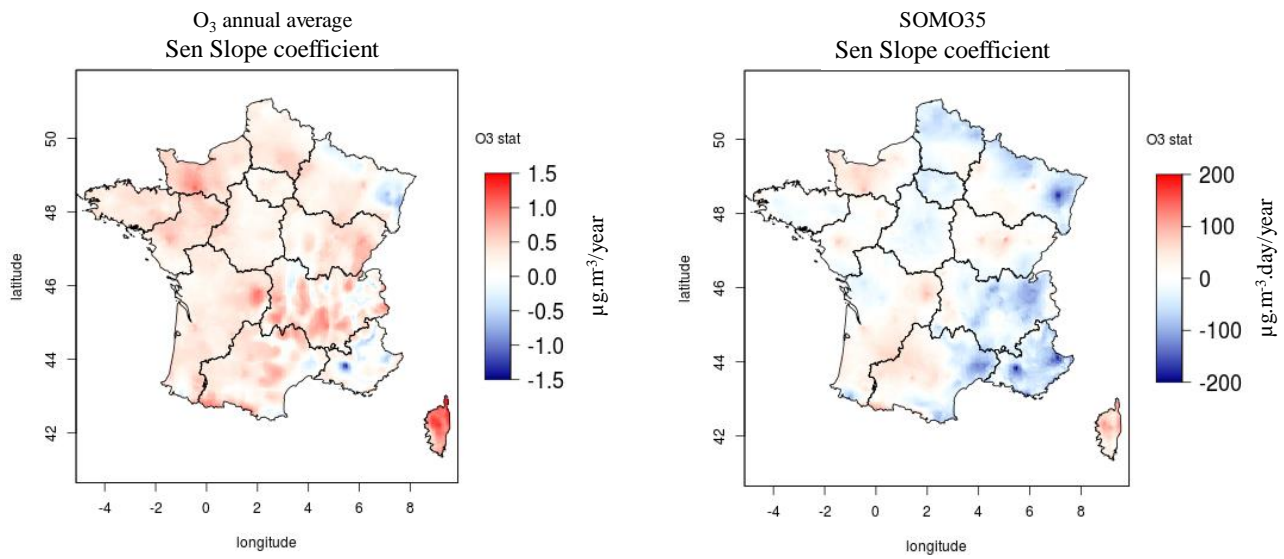 O₃ annual average
Sen Slope coefficient
O3 stat
1.5
1.0
0.5
0.0
-0.5
-1.0
-1.5
µg.m⁻³/year
50
48
46
44
42
latitude
-4 -2 0 2 4 6 8
longitude
SOMO35
Sen Slope coefficient
O3 stat
200
100
0
-100
-200
µg.m⁻³.day/year
50
48
46
44
42
latitude
-4 -2 0 2 4 6 8
longitude